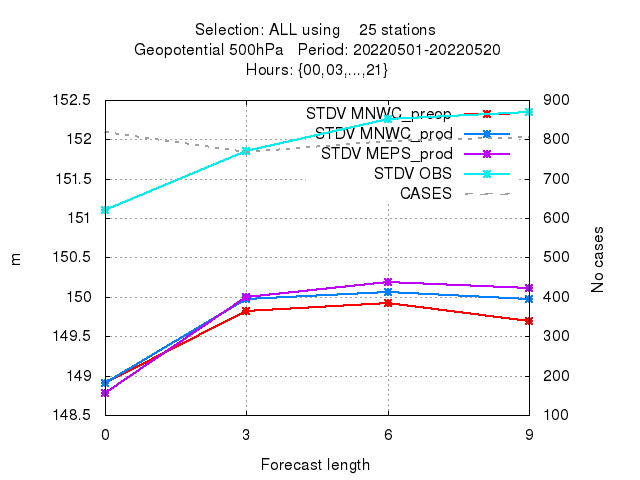 Selection: ALL using 25 stations
Geopotential 500hPa Period: 20220501-20220520
Hours: {00,03,...,21}
152.5
152
151.5
151
150.5
150
149.5
149
148.5
900
800
700
600
500
400
300
200
100
STDV MNWC_preop
STDV MNWC_prod
STDV MEPS_prod
STDV OBS
CASES
m
No cases
0 3 6 9
Forecast length